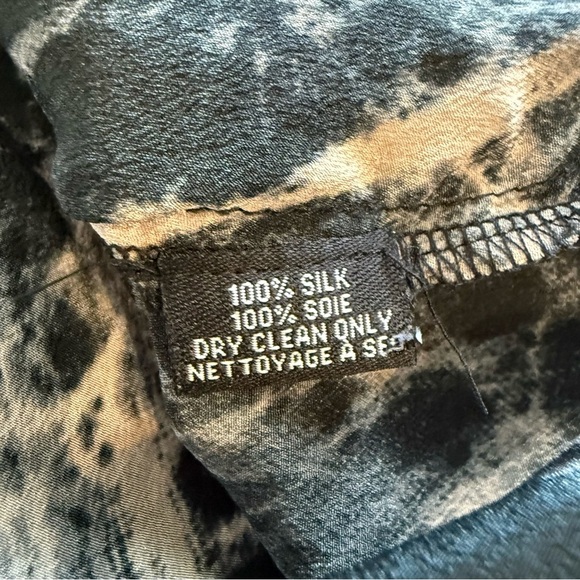 100% SILK
100% SOIE
DRY CLEAN ONLY
NETTOYAGE A